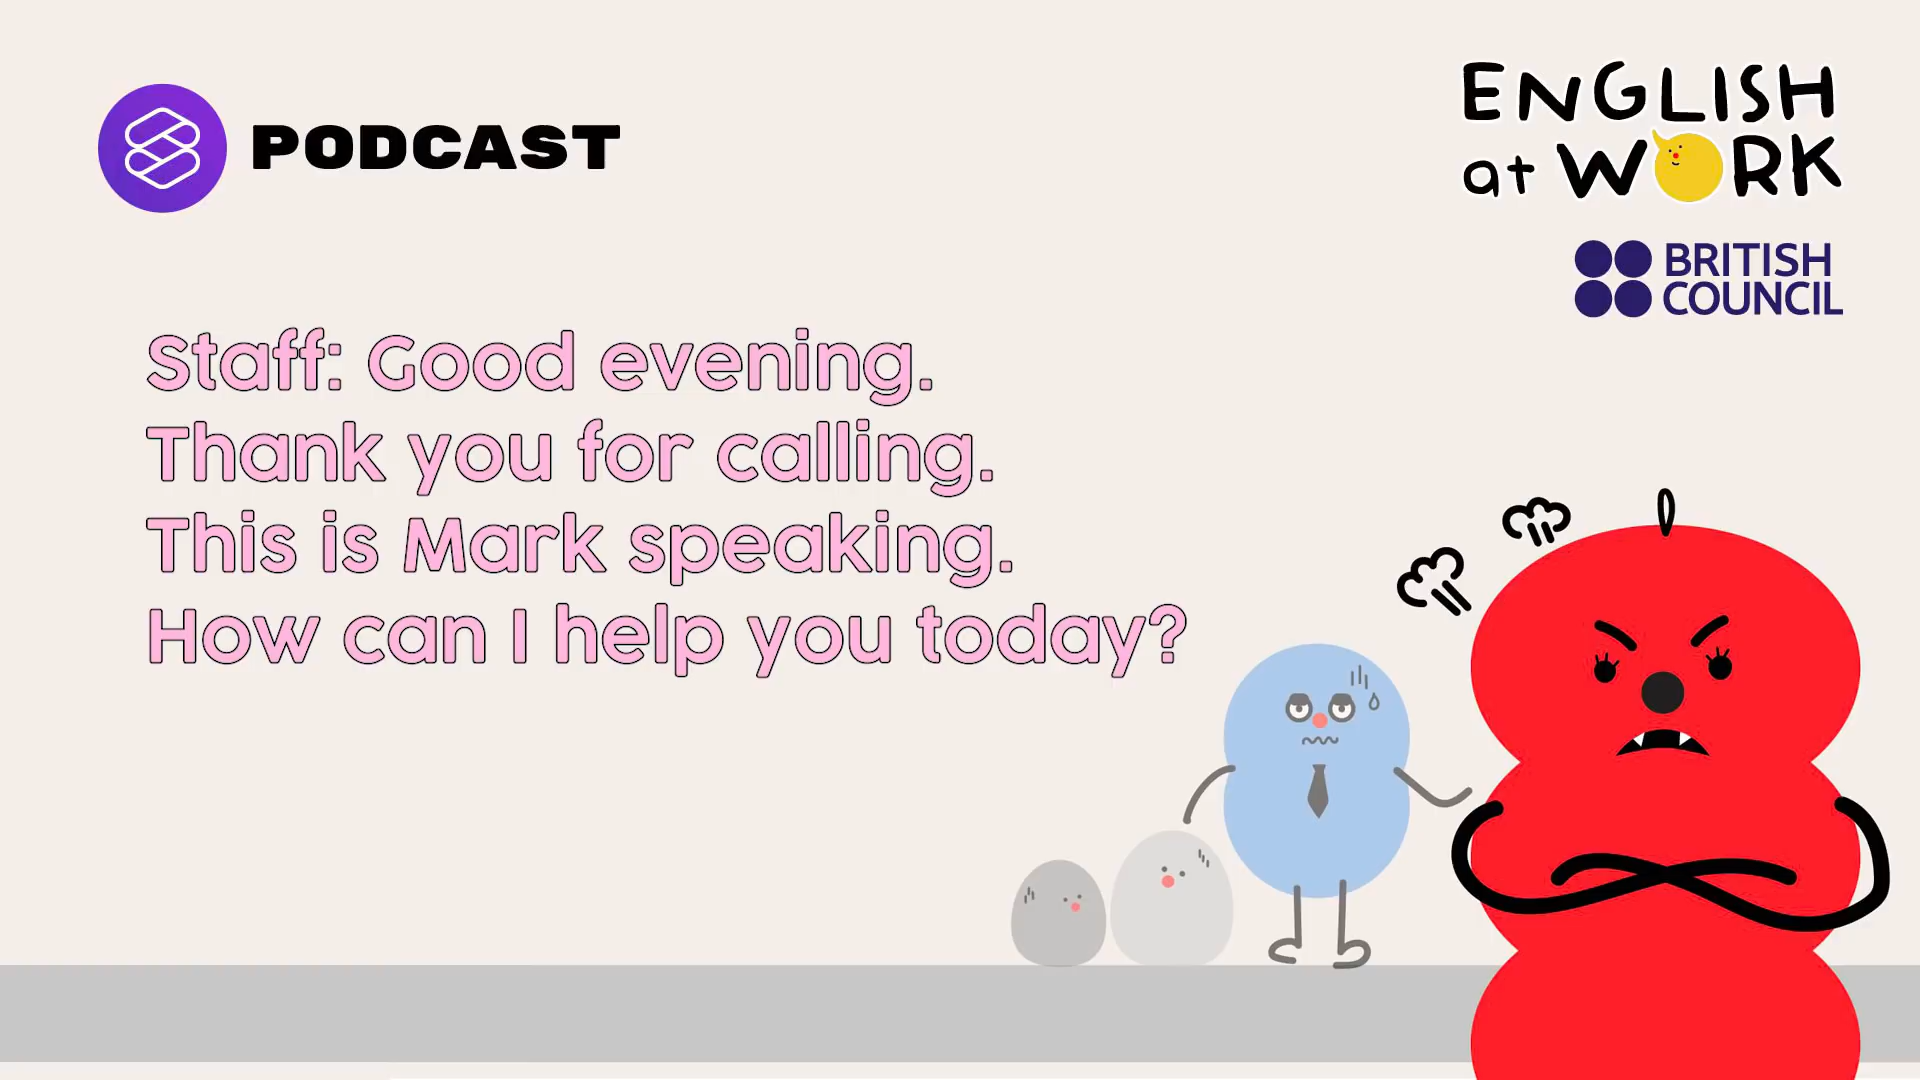 PODCAST
ENGLISH
at WORK
BRITISH
COUNCIL
Staff: Good evening.
Thank you for calling.
This is Mark speaking.
How can I help you today?